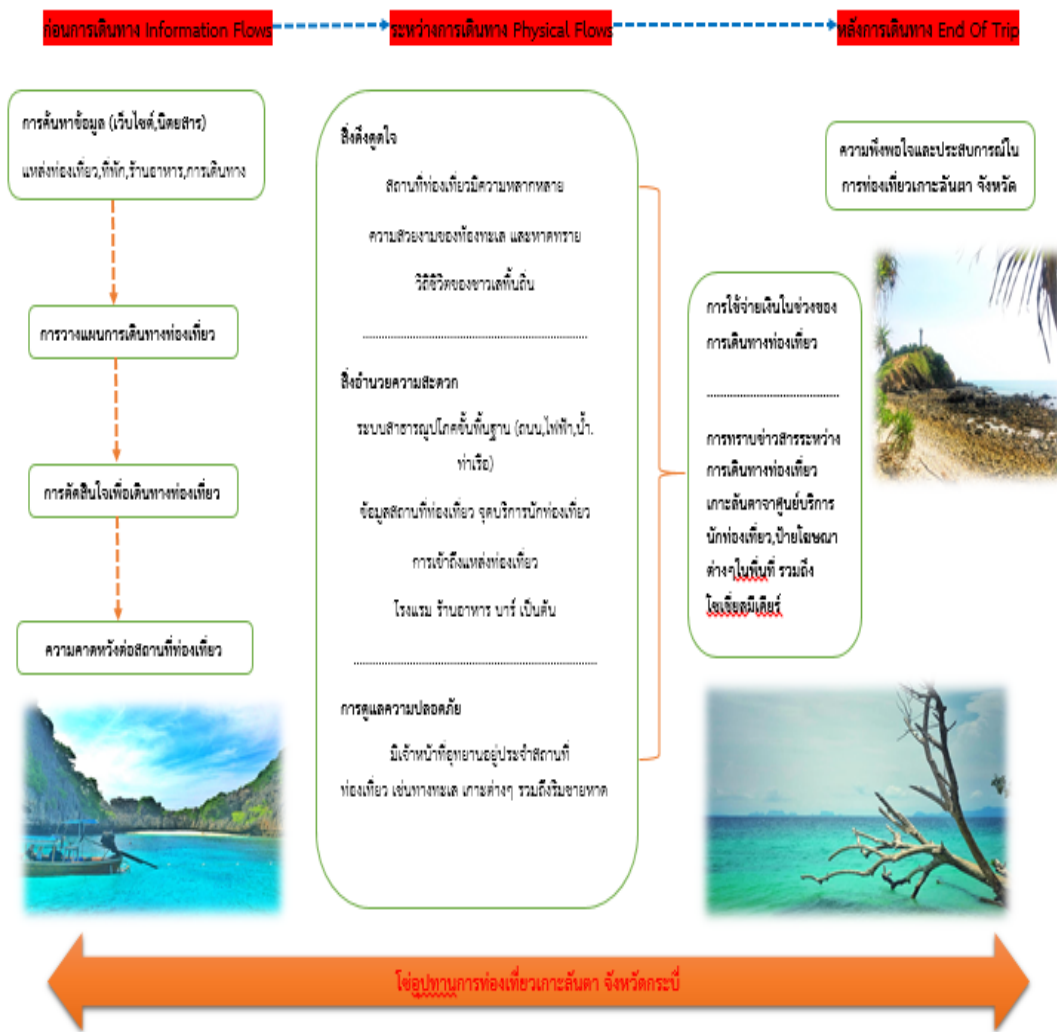 ก่อนการเดินทาง Information Flows
ระหว่างการเดินทาง Physical Flows
หลังการเดินทาง End Of Trip
การค้นหาข้อมูล (เว็บไซต์,นิตยสาร)
แหล่งท่องเที่ยว,ที่พัก,ร้านอาหาร,การเดินทาง
การวางแผนการเดินทางท่องเที่ยว
การตัดสินใจเพื่อเดินทางท่องเที่ยว
ความคาดหวังต่อสถานที่ท่องเที่ยว
สิ่งดึงดูดใจ
สถานที่ท่องเที่ยวมีความหลากหลาย
ความสวยงามของท้องทะเล และหาดทราย
วิถีชีวิตของชาวเลพื้นถิ่น
สิ่งอำนวยความสะดวก
ระบบสาธารณูปโภคขั้นพื้นฐาน (ถนน,ไฟฟ้า,น้ำ.
ท่าเรือ)
ข้อมูลสถานที่ท่องเที่ยว จุดบริการนักท่องเที่ยว
การเข้าถึงแหล่งท่องเที่ยว
โรงแรม ร้านอาหาร บาร์ เป็นต้น
การดูแลความปลอดภัย
มีเจ้าหน้าที่อุทยานอยู่ประจำสถานที่
ท่องเที่ยว เช่นทางทะเล เกาะต่างๆ รวมถึงริมชายหาด
การใช้จ่ายเงินในช่วงของ
การเดินทางท่องเที่ยว
การทราบข่าวสารระหว่าง
การเดินทางท่องเที่ยว
เกาะลันตาจาศูนย์บริการ
นักท่องเที่ยว,ป้ายโฆษณา
ต่างๆในพื่นที่ รวมถึง
โซเชี่ยลมีเดียร์
ความพึงพอใจและประสบการณ์ใน
การท่องเที่ยวเกาะลันตา จังหวัด
โซ่อุปทานการท่องเที่ยวเกาะลันตา จังหวัดกระบี่